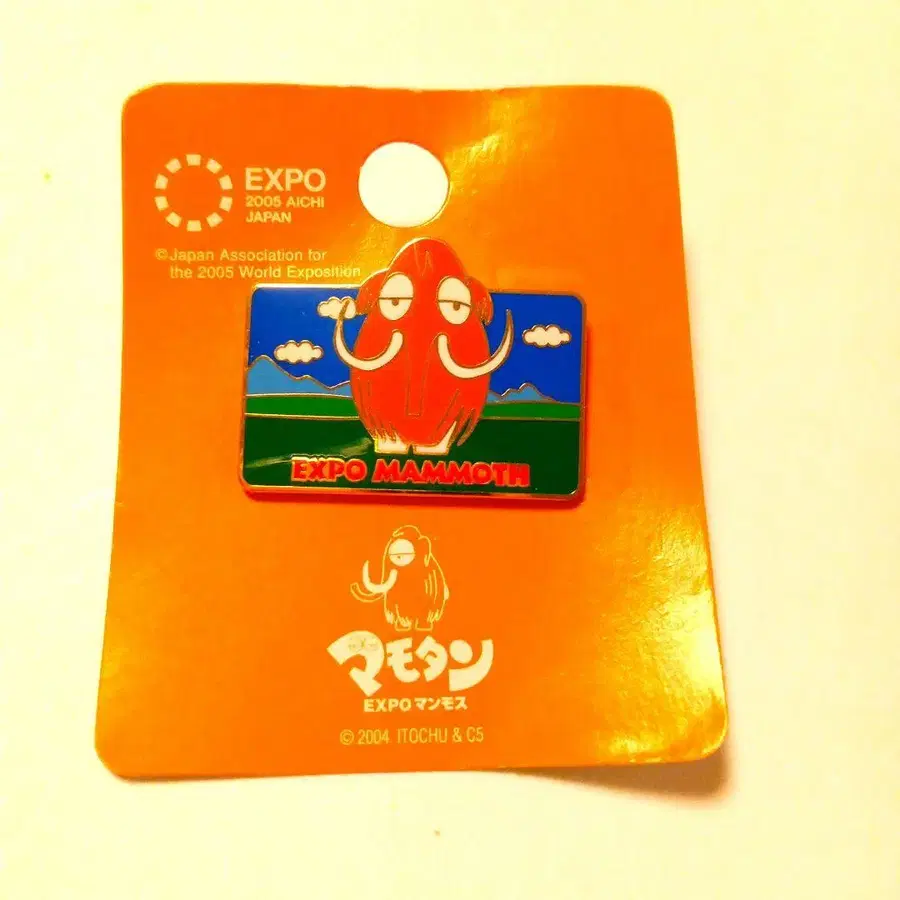 EXPO
2005 AICHI
JAPAN
©Japan Association for
the 2005 World Exposition
EXPO MAMMOTH
マモタン
EXPOマンモス
© 2004 ITOCHU & C5